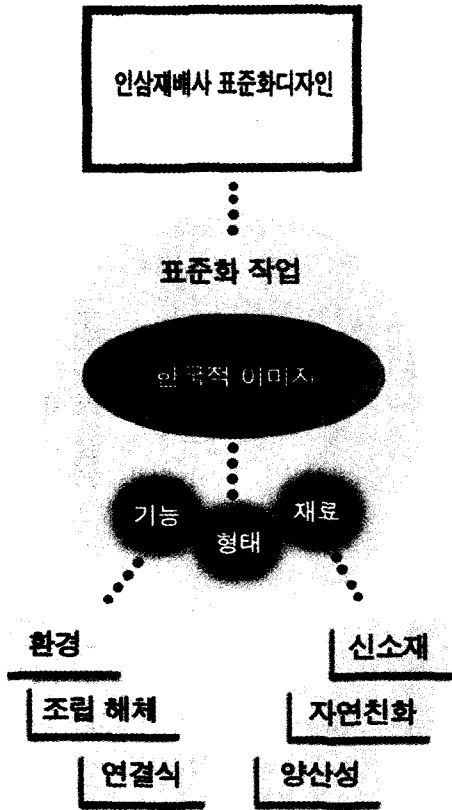 인삼재배사 표준화디자인
표준화 작업
한국적 이미지
기능
형태
재료
환경
신소재
조립 해체
자연친화
연결식
양산성